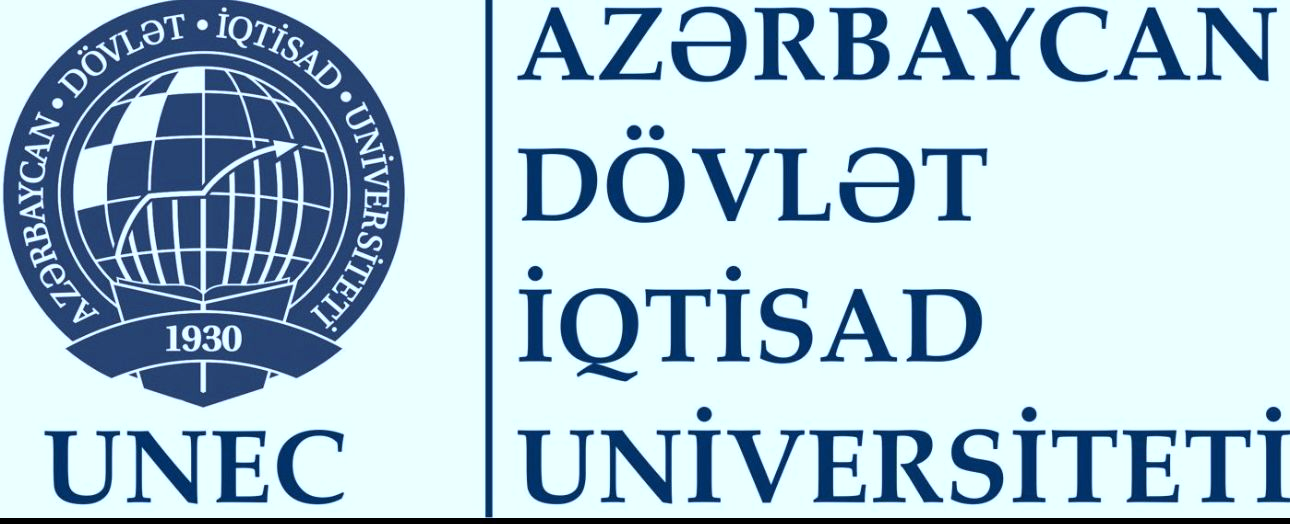 AZƏRBAYCAN • DÖVLƏT • İQTİSAD • UNİVERSİTETİ
1930
UNEC
AZƏRBAYCAN
DÖVLƏT
İQTİSAD
UNİVERSİTETİ